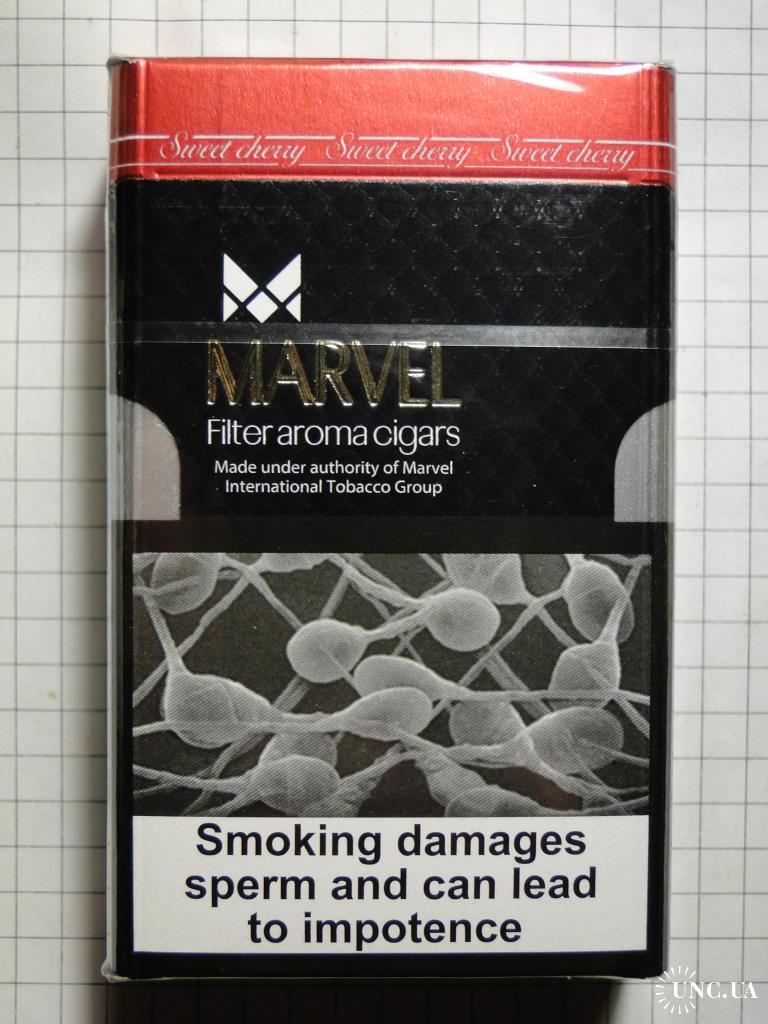 Sweet cherry Sweet cherry Sweet cherry
MARVEL
Filter aroma cigars
Made under authority of Marvel
International Tobacco Group
Smoking damages
sperm and can lead
to impotence
UNC.UA